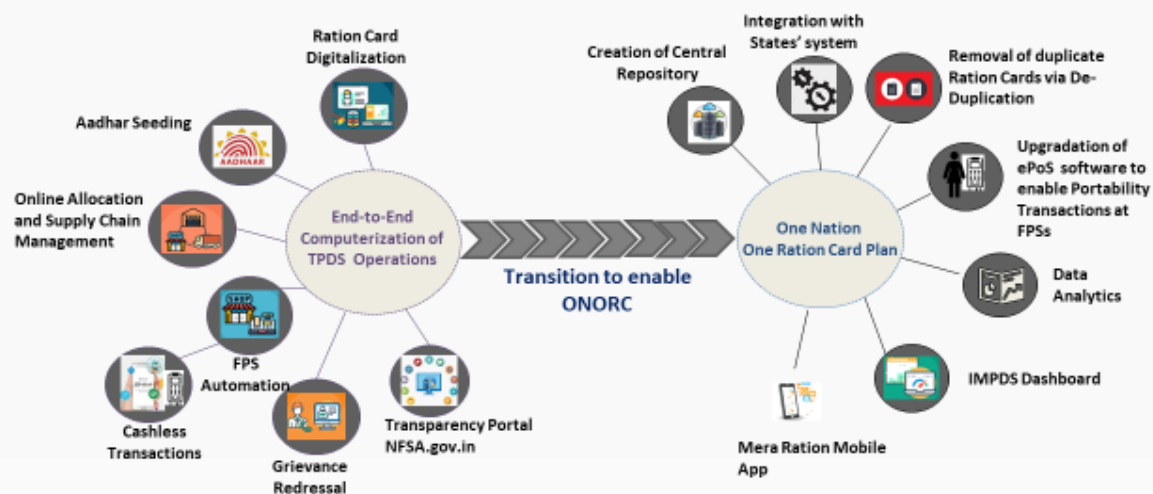 Ration Card
Digitalization
Aadhar Seeding
AADHAAR
Online Allocation
and Supply Chain
Management
End-to-End
Computerization of
TPDS Operations
SHOP
FPS
Automation
Cashless
Transactions
Grievance
Redressal
Transparency Portal
NFSA.gov.in
Transition to enable
ONORC
Creation of Central
Repository
Integration with
States' system
Removal of duplicate
Ration Cards via De-
Duplication
Upgradation of
ePoS software to
enable Portability
Transactions at
FPSs
One Nation
One Ration Card Plan
Data
Analytics
IMPDS Dashboard
Mera Ration Mobile
App